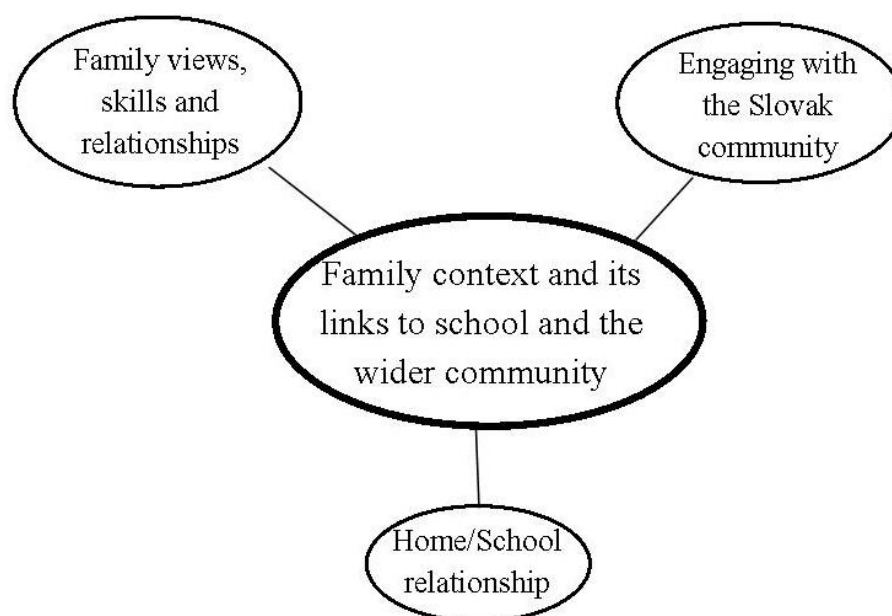 Family views,
skills and
relationships
Engaging with
the Slovak
community
Family context and its
links to school and the
wider community
Home/School
relationship